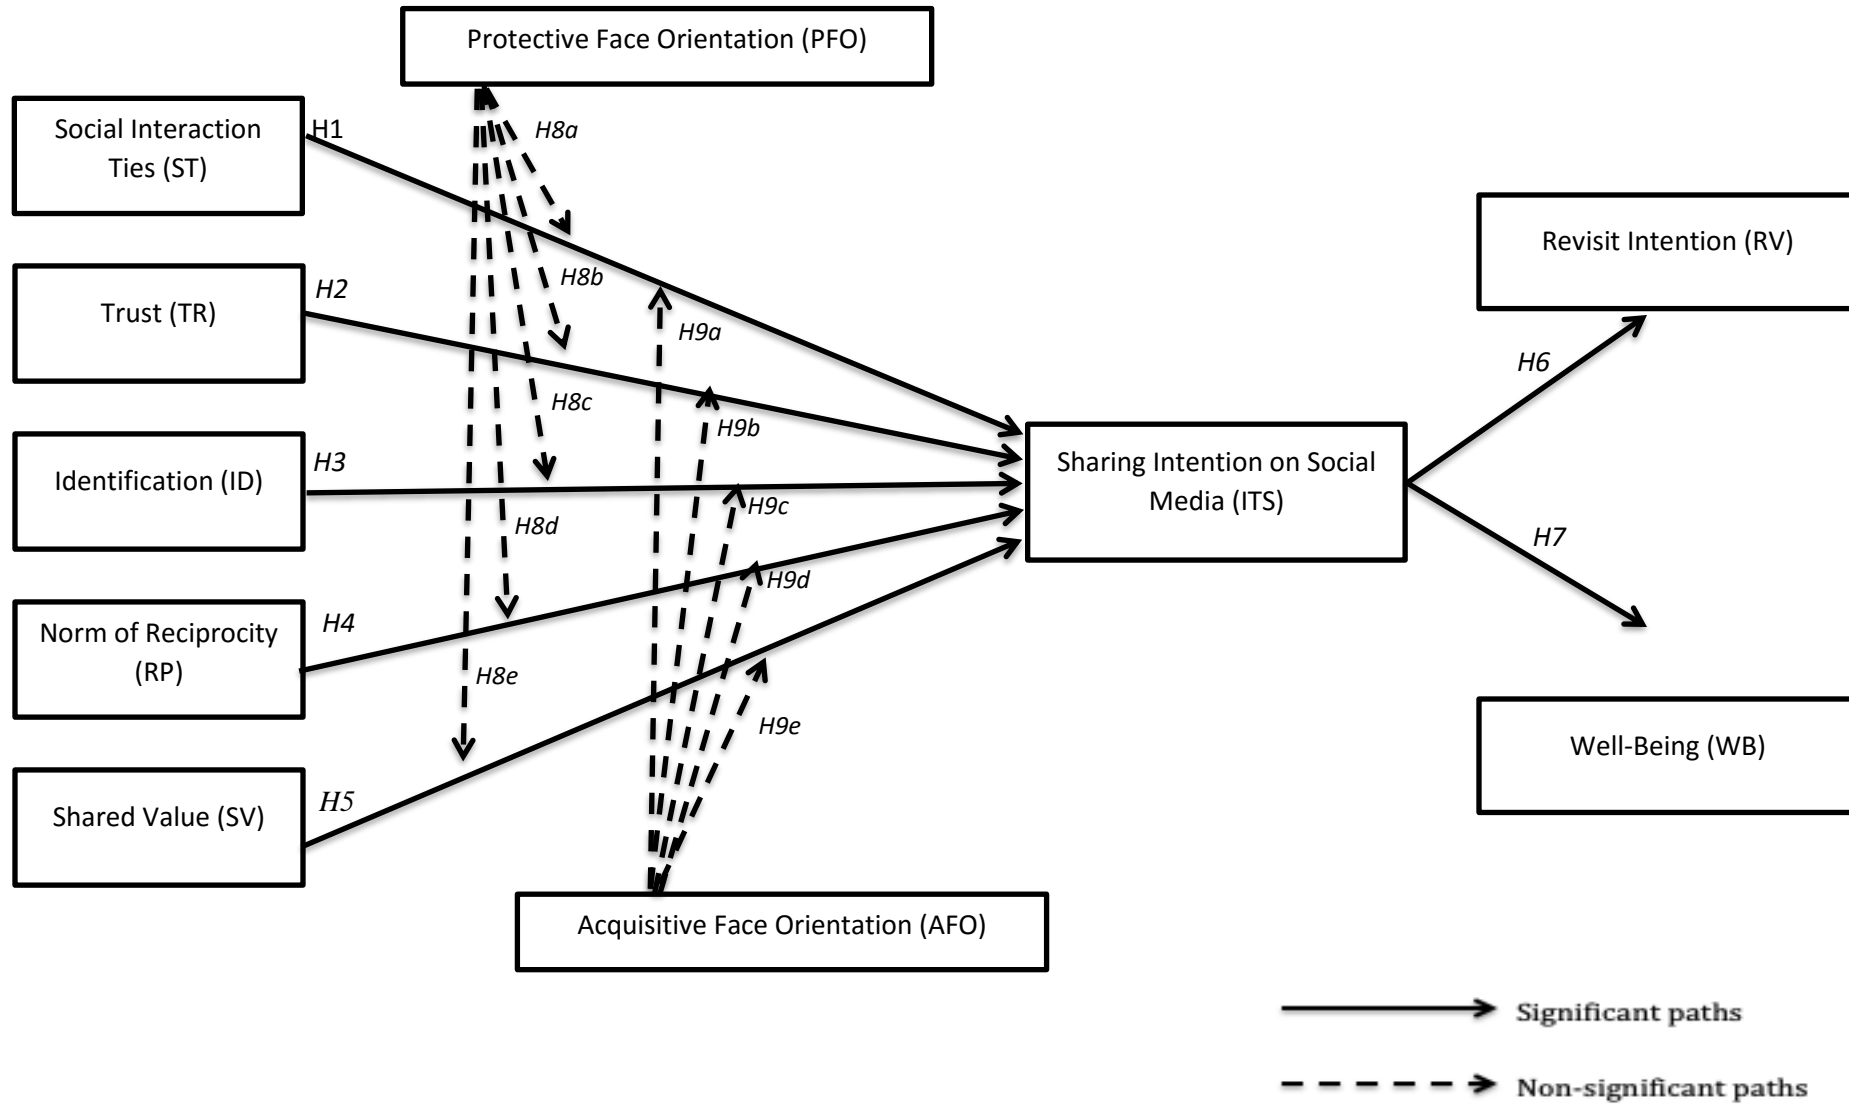 Protective Face Orientation (PFO)
Social Interaction
Ties (ST)
H1
H8a
Revisit Intention (RV)
Trust (TR)
H2
H8b
H9a
H6
H8c
H9b
Identification (ID)
H3
Sharing Intention on Social
Media (ITS)
H9c
H8d
H7
H9d
Norm of Reciprocity
(RP)
H4
H8e
H9e
Well-Being (WB)
Shared Value (SV)
H5
Acquisitive Face Orientation (AFO)
Significant paths
Non-significant paths